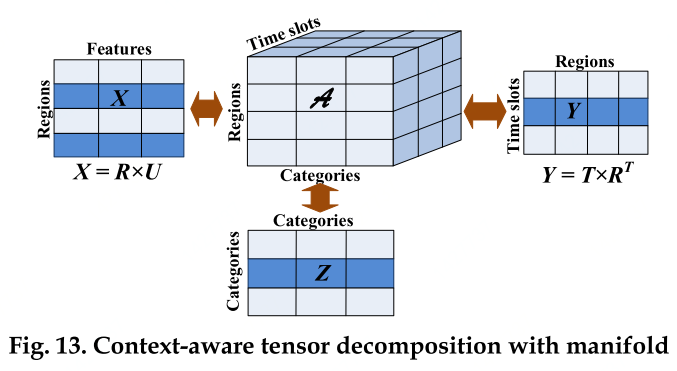 Features
Regions
X
X = R×U
Time slots
Regions
𝒜
Categories
Regions
Time slots
Y
Y = T×Rᵀ
Categories
Categories
Z
Fig. 13. Context-aware tensor decomposition with manifold